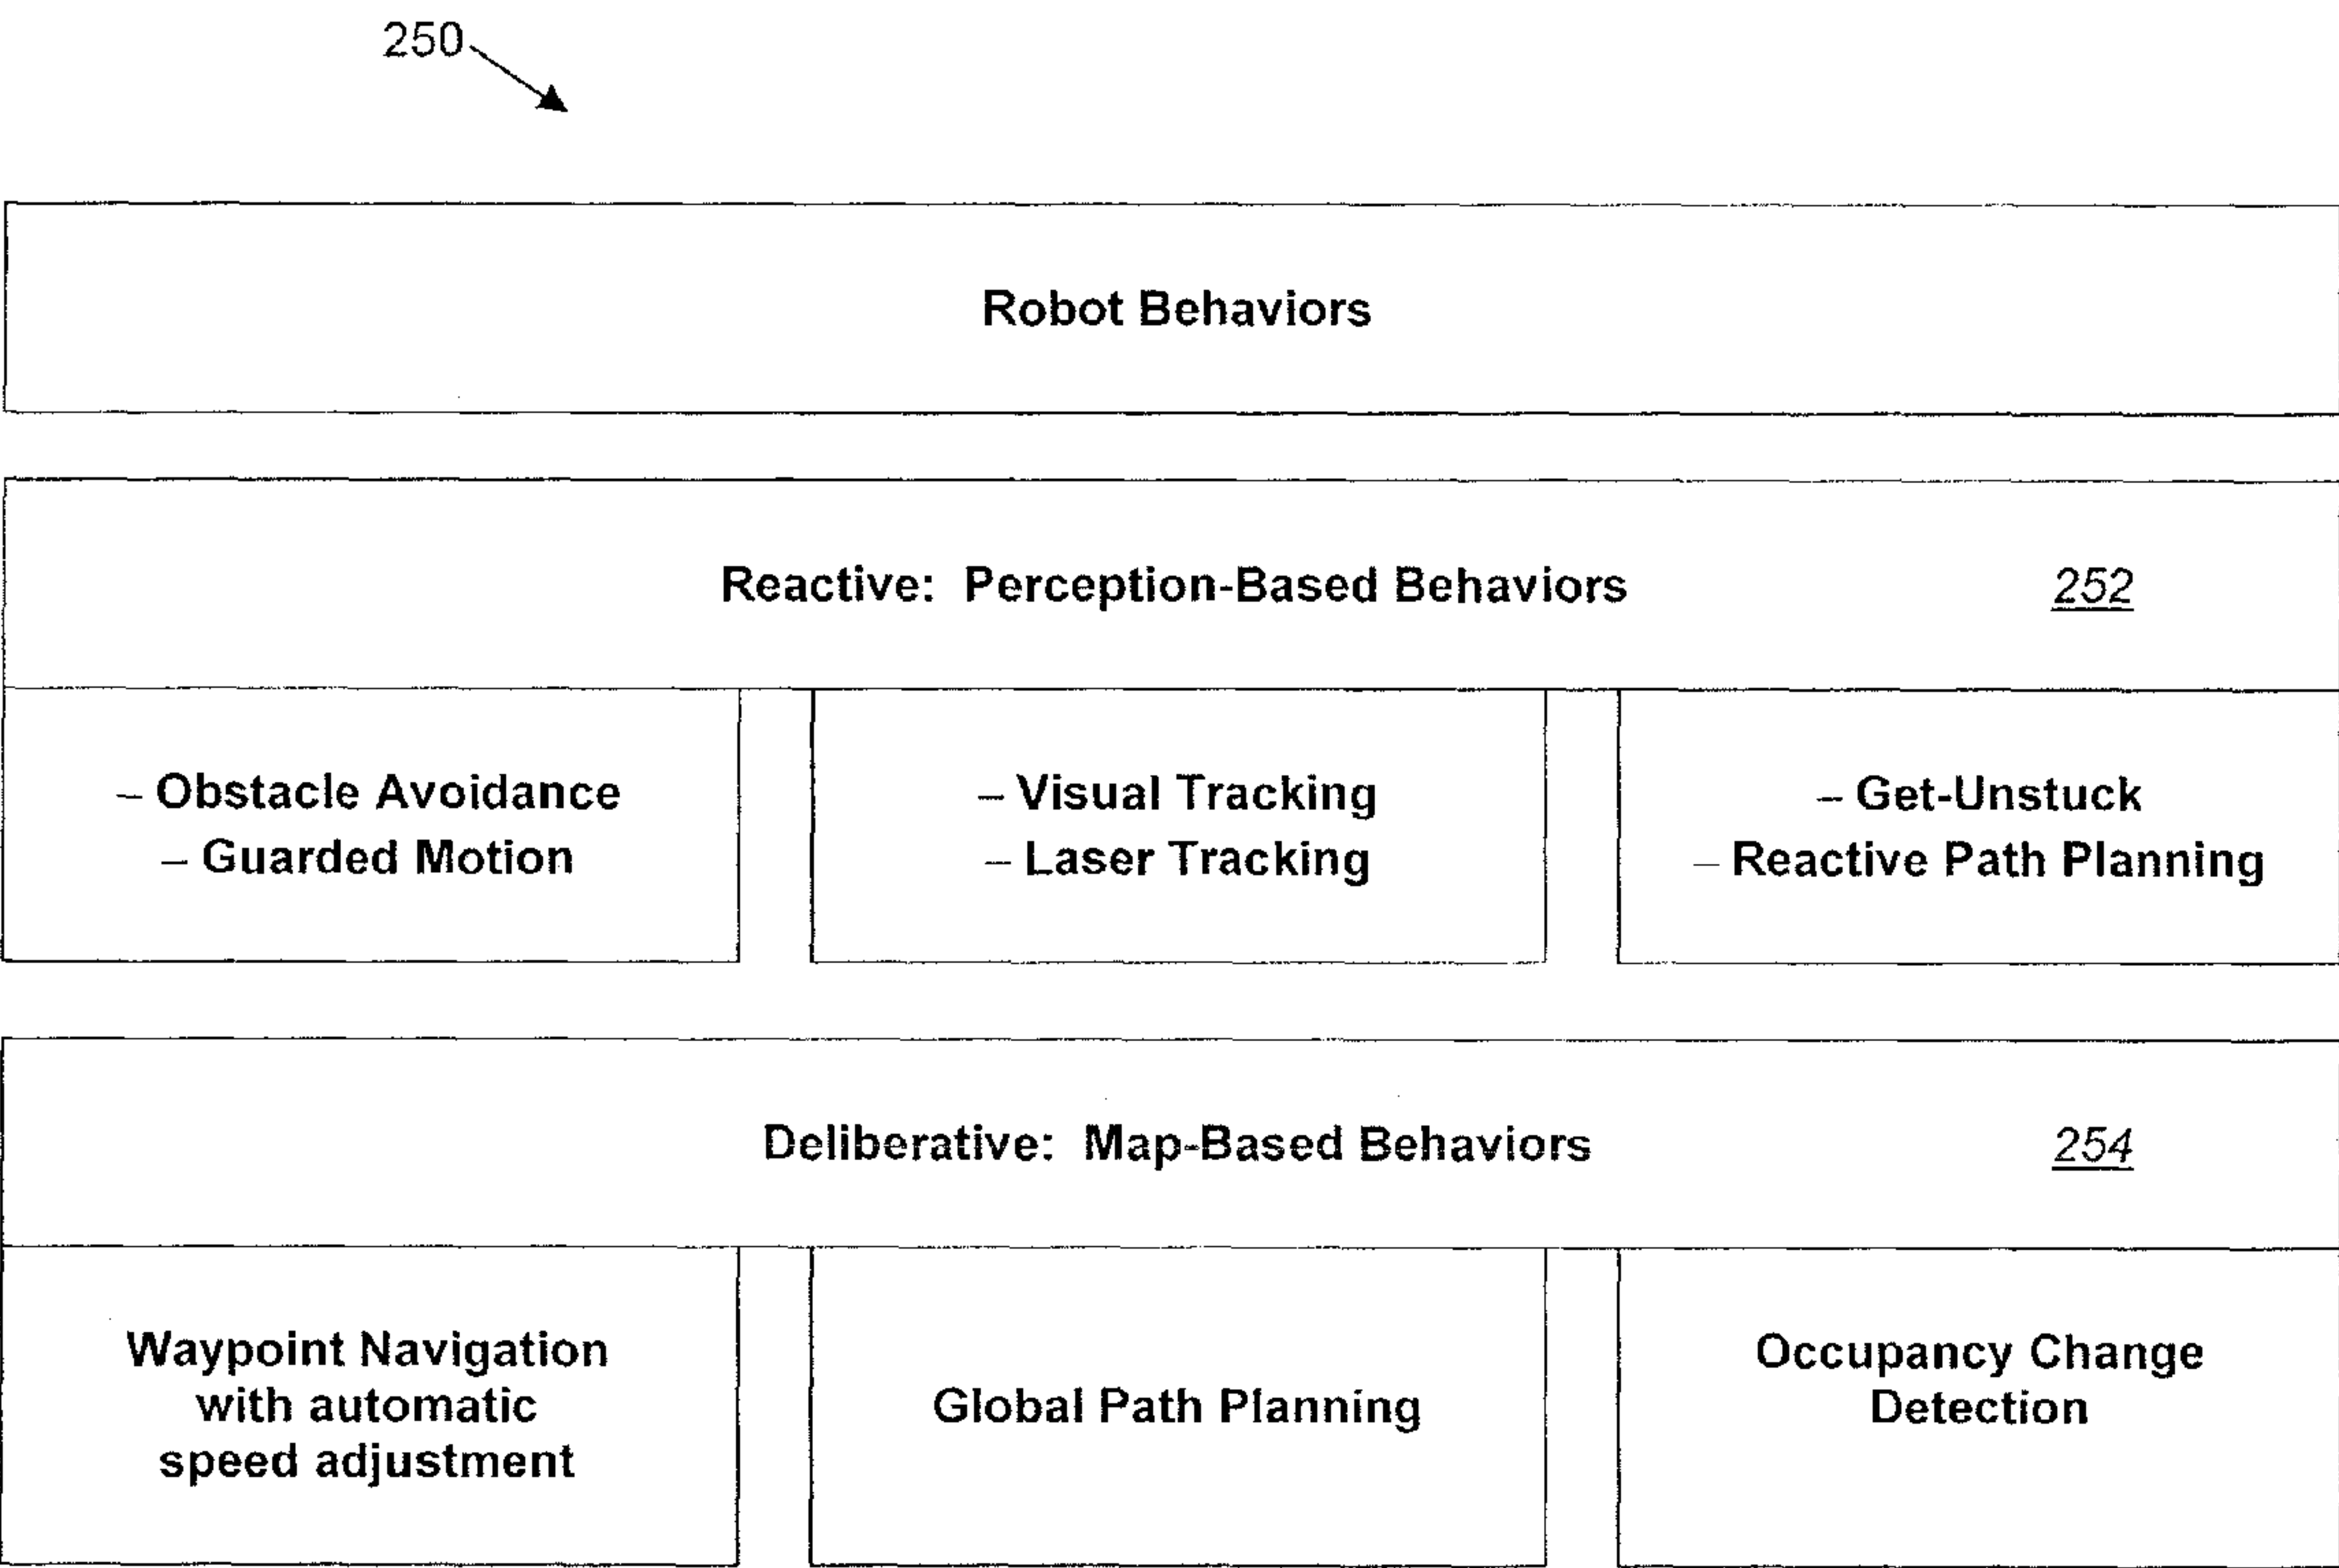 250
Robot Behaviors
Reactive: Perception-Based Behaviors 252
– Obstacle Avoidance
– Guarded Motion
– Visual Tracking
– Laser Tracking
– Get-Unstuck
– Reactive Path Planning
Deliberative: Map-Based Behaviors 254
Waypoint Navigation
with automatic
speed adjustment
Global Path Planning
Occupancy Change
Detection